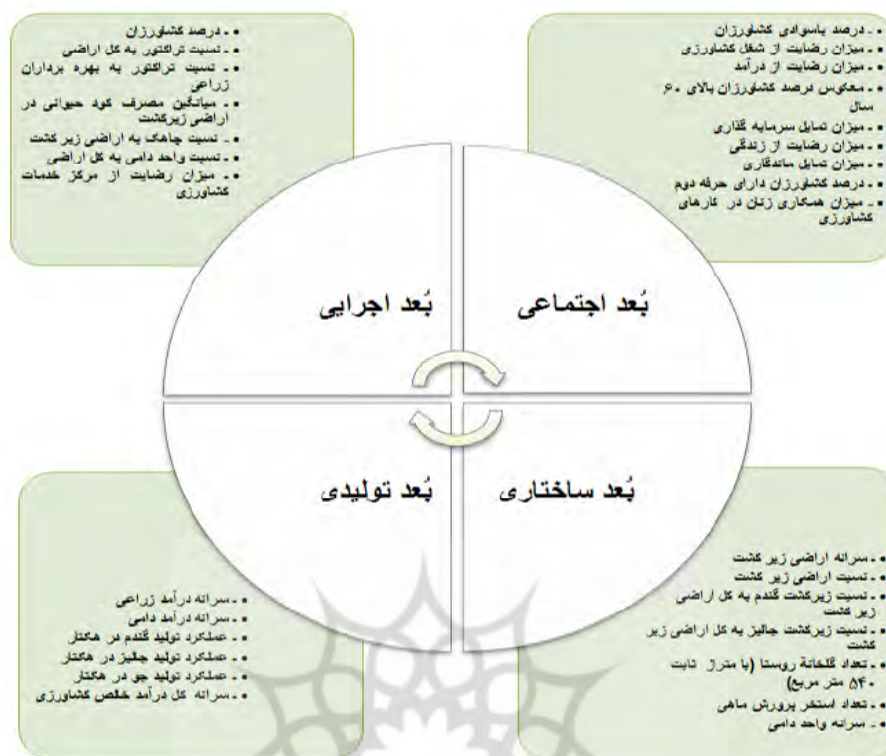 • - درصد باسوادی کشاورزان
• - میزان رضایت از شغل کشاورزی
• - میزان رضایت از درآمد
• - معکوس درصد کشاورزان بالای ۶۰
سال
• - میزان تمایل سرمایه گذاری
• - میزان رضایت از زندگی
• - میزان تمایل ماندگاری
• - درصد کشاورزان دارای حرفه دوم
• - میزان همکاری زنان در کارهای
کشاورزی
• درصد کشاورزان
• - نسبت تراکتور به کل اراضی
• - نسبت تراکتور به بهره برداران
زراعی
• - میانگین مصرف کود حیوانی در
اراضی زیرکشت
• - نسبت چاهک به اراضی زیر کشت
• - نسبت واحد دامی به کل اراضی
• - میزان رضایت از مرکز خدمات
کشاورزی
بُعد اجتماعی
بُعد اجرایی
بُعد ساختاری
بُعد تولیدی
• - سرانه اراضی زیر کشت
• - نسبت اراضی زیر کشت
• - نسبت زیرکشت گندم به کل اراضی
زیر کشت
• - نسبت زیرکشت جالیز به کل اراضی زیر
کشت
• - تعداد گلخانهٔ روستا (با متراژ ثابت
۵۴۰ متر مربع)
• - تعداد استخر پرورش ماهی
• - سرانه واحد دامی
• - سرانه درآمد زراعی
• - سرانه درآمد دامی
• - عملکرد تولید گندم در هکتار
• - عملکرد تولید جالیز در هکتار
• - عملکرد تولید جو در هکتار
• - سرانه کل درآمد خالص کشاورزی